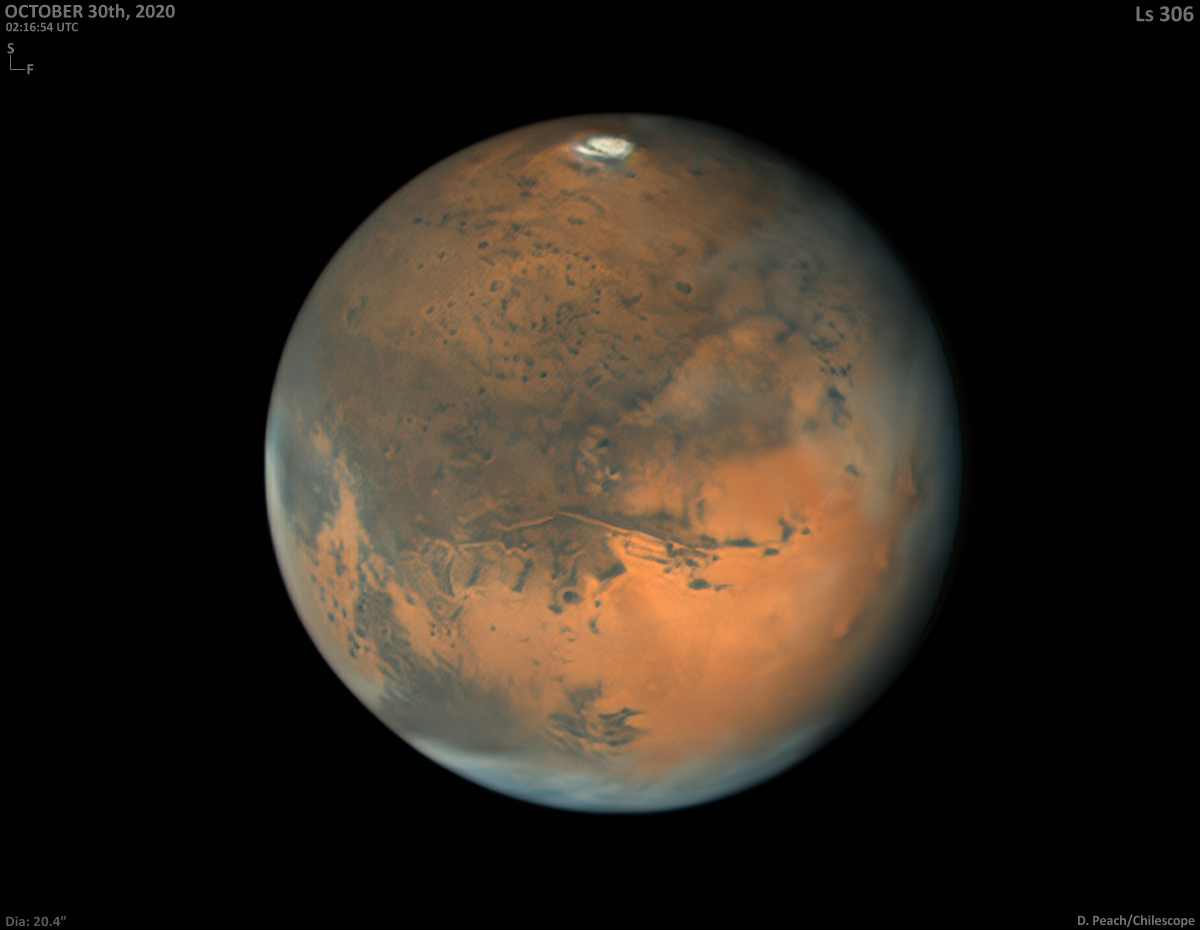 OCTOBER 30th, 2020
Ls 306
02:16:54 UTC
S
F
Dia: 20.4”
D. Peach/Chilescope